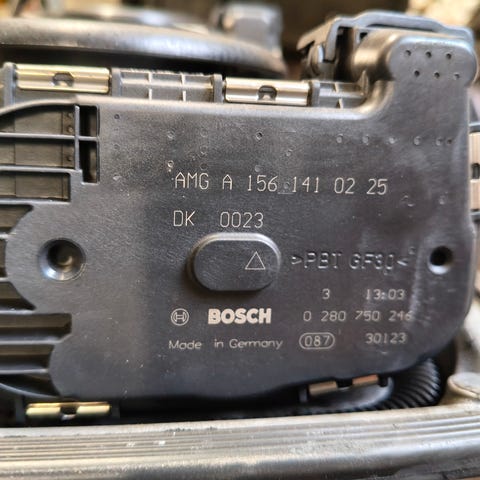 AMG A 156 141 02 25
DK 0023
>PBT GF30<
3 13:03
BOSCH 0 280 750 246
Made in Germany 087 30123